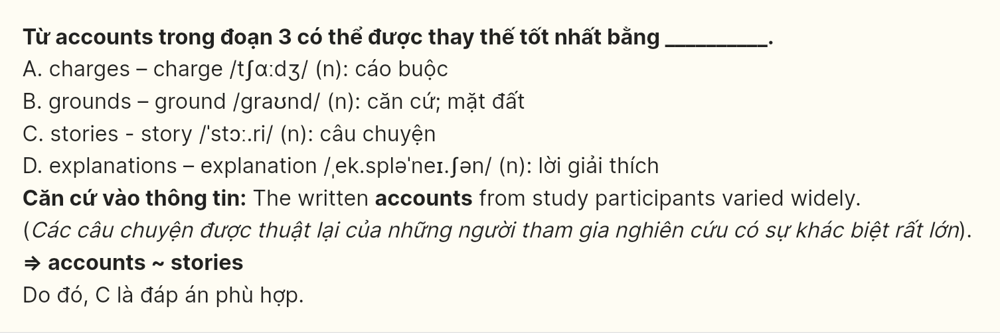 Từ accounts trong đoạn 3 có thể được thay thế tốt nhất bằng __________.
A. charges – charge /tʃɑːdʒ/ (n): cáo buộc
B. grounds – ground /graʊnd/ (n): căn cứ; mặt đất
C. stories - story /ˈstɔː.ri/ (n): câu chuyện
D. explanations – explanation /ˌek.spləˈneɪ.ʃən/ (n): lời giải thích
Căn cứ vào thông tin: The written accounts from study participants varied widely.
(Các câu chuyện được thuật lại của những người tham gia nghiên cứu có sự khác biệt rất lớn).
⇒ accounts ~ stories
Do đó, C là đáp án phù hợp.